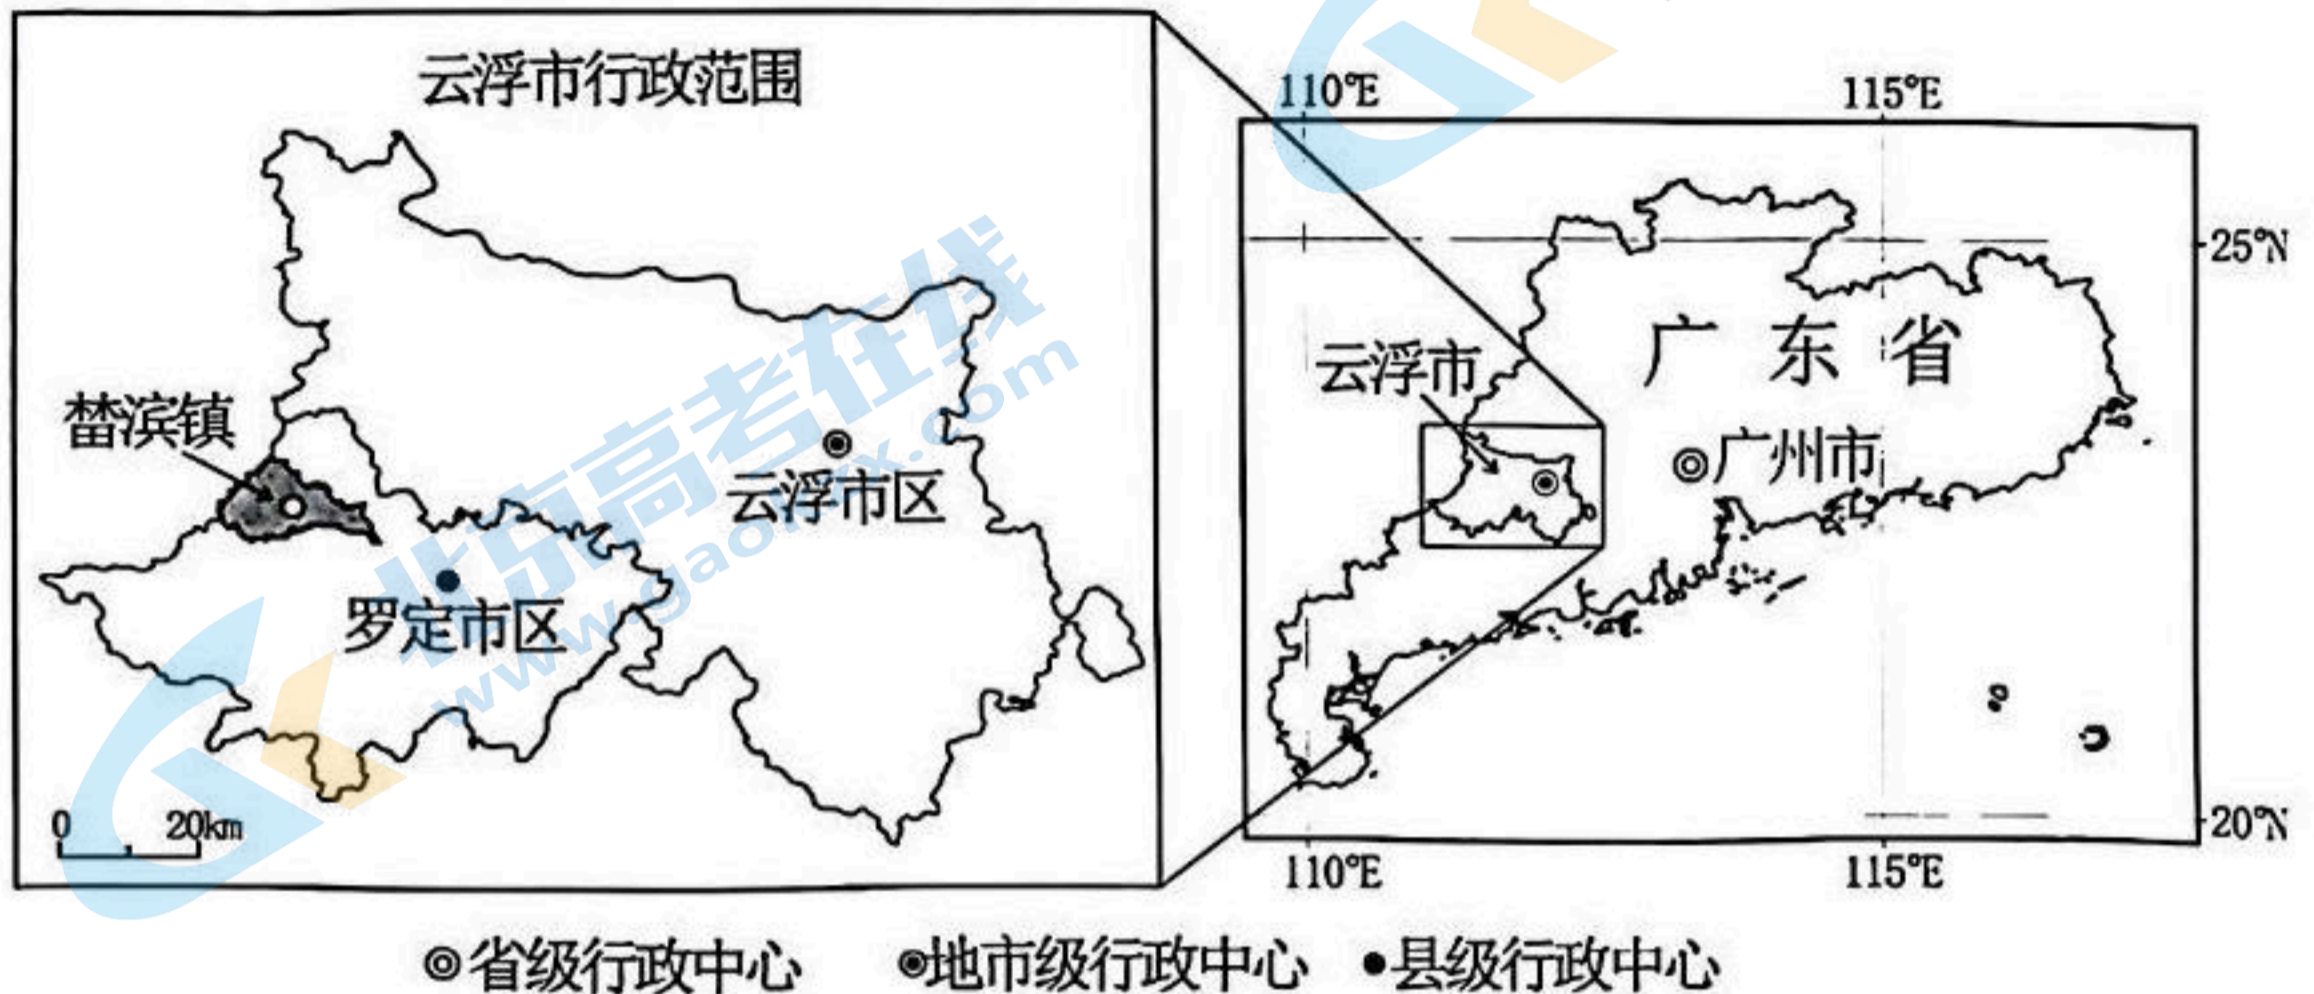 云浮市行政范围
110°E
115°E
25°N
广东省
云浮市
广州市
䓣滨镇
云浮市区
罗定市区
0 20km
20°N
110°E
115°E
省级行政中心 地市级行政中心 县级行政中心
北京高考在线
www.gaokzx.com